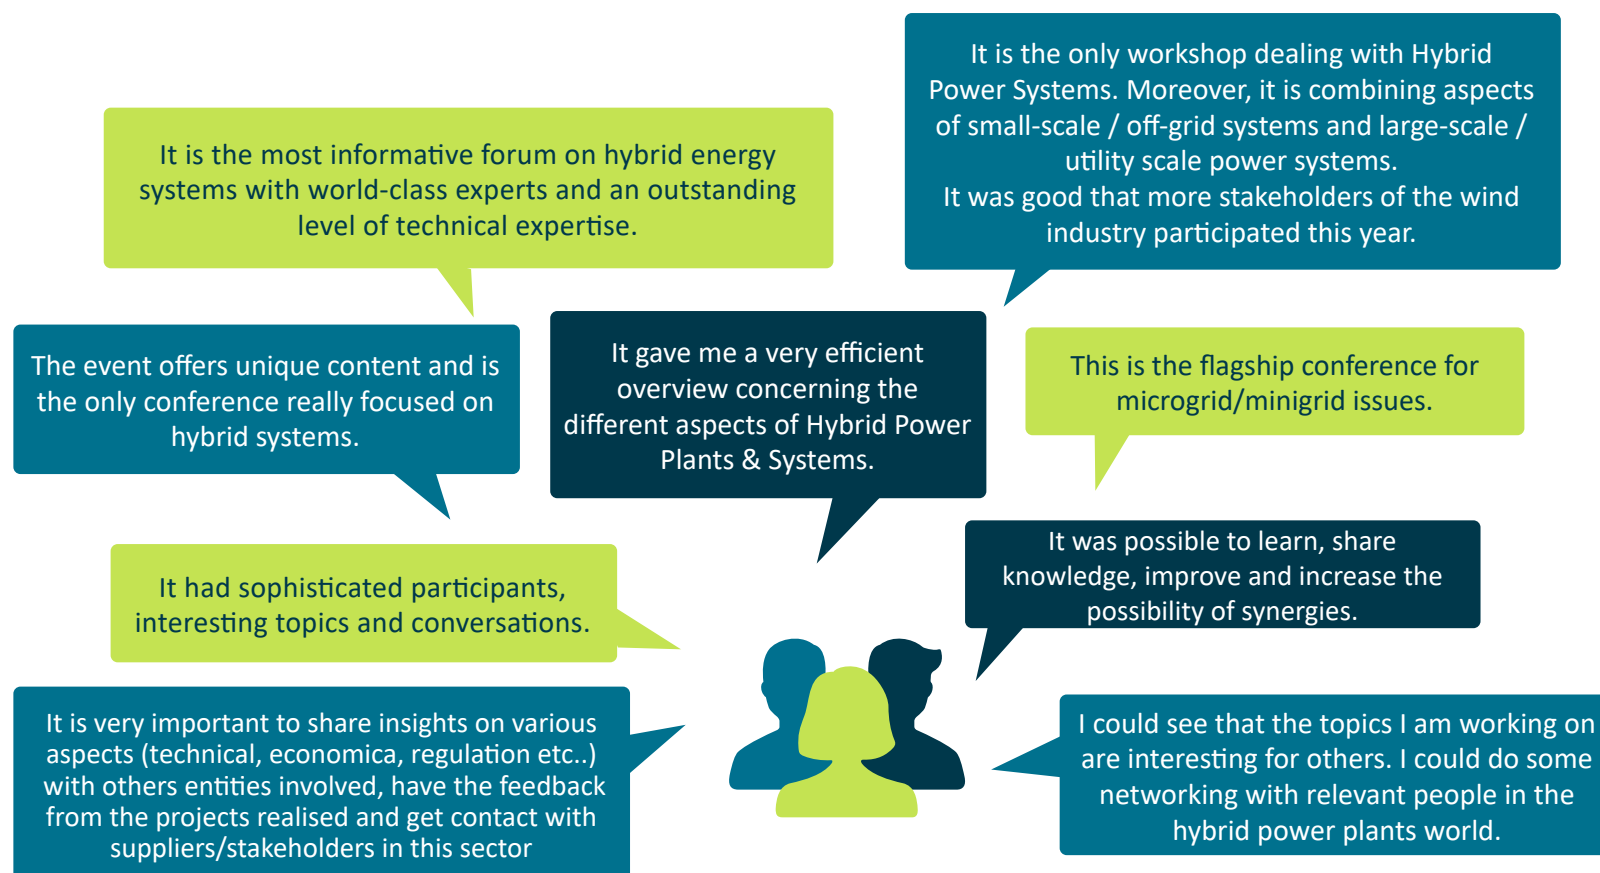 It is the most informative forum on hybrid energy
systems with world-class experts and an outstanding
level of technical expertise.
It is the only workshop dealing with Hybrid
Power Systems. Moreover, it is combining aspects
of small-scale / off-grid systems and large-scale /
utility scale power systems.
It was good that more stakeholders of the wind
industry participated this year.
The event offers unique content and is
the only conference really focused on
hybrid systems.
It gave me a very efficient
overview concerning the
different aspects of Hybrid Power
Plants & Systems.
This is the flagship conference for
microgrid/minigrid issues.
It had sophisticated participants,
interesting topics and conversations.
It was possible to learn, share
knowledge, improve and increase the
possibility of synergies.
It is very important to share insights on various
aspects (technical, economica, regulation etc..)
with others entities involved, have the feedback
from the projects realised and get contact with
suppliers/stakeholders in this sector
I could see that the topics I am working on
are interesting for others. I could do some
networking with relevant people in the
hybrid power plants world.